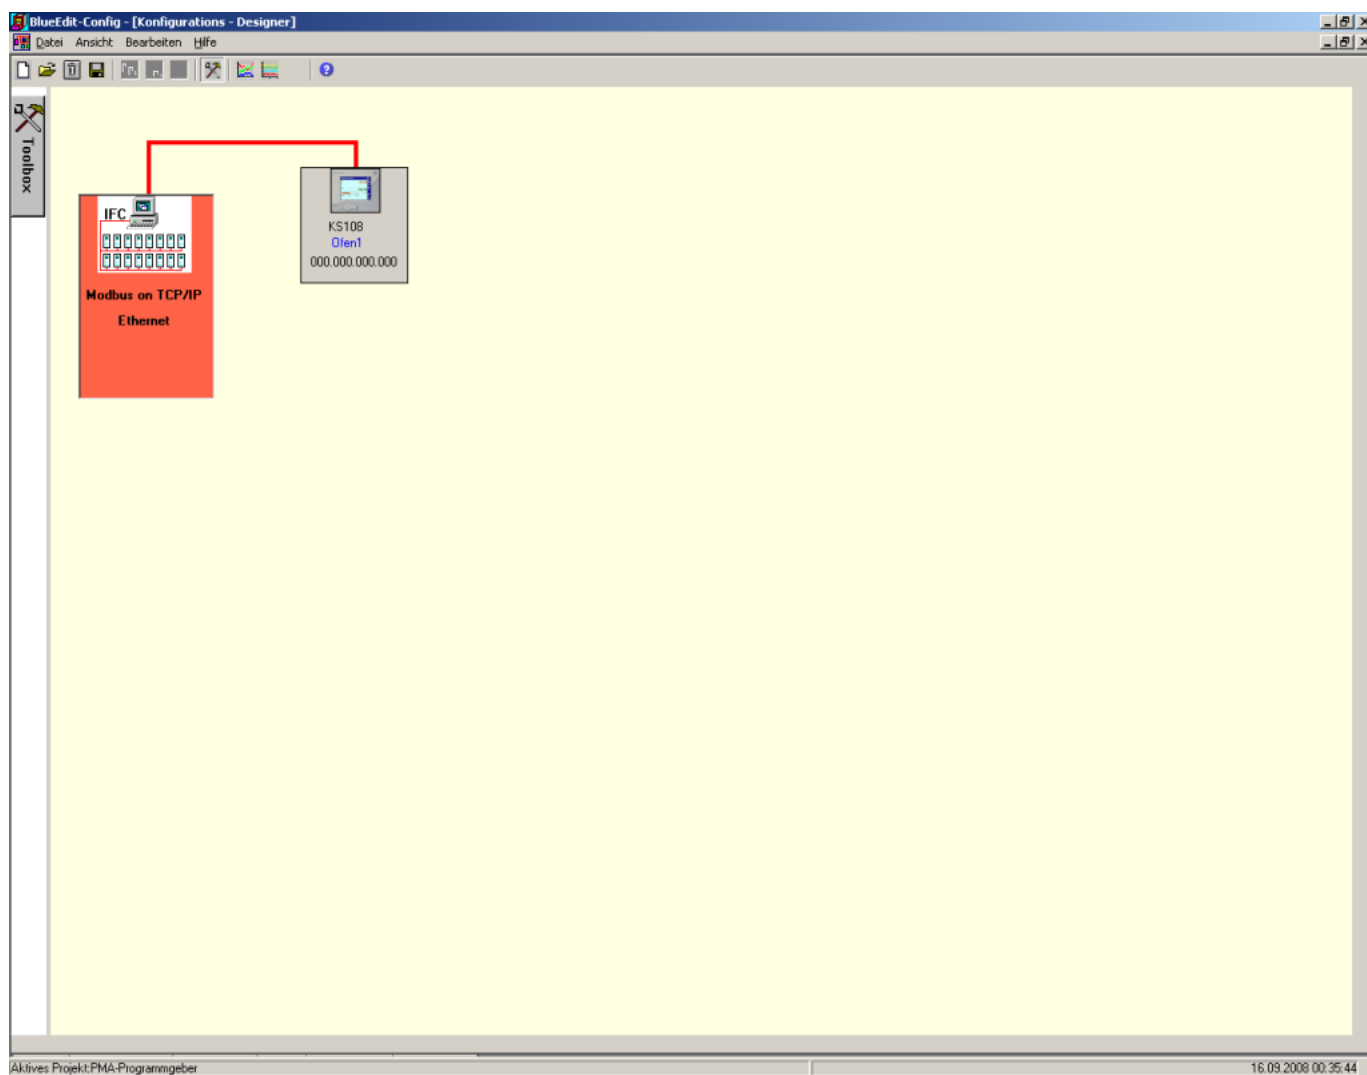 BlueEdit-Config - [Konfigurations - Designer]
Datei Ansicht Bearbeiten Hilfe
Toolbox
IFC
Modbus on TCP/IP
Ethernet
KS108
Ofen1
000.000.000.000
Aktives Projekt:PMA-Programmgeber
16.09.2008 00:35:44